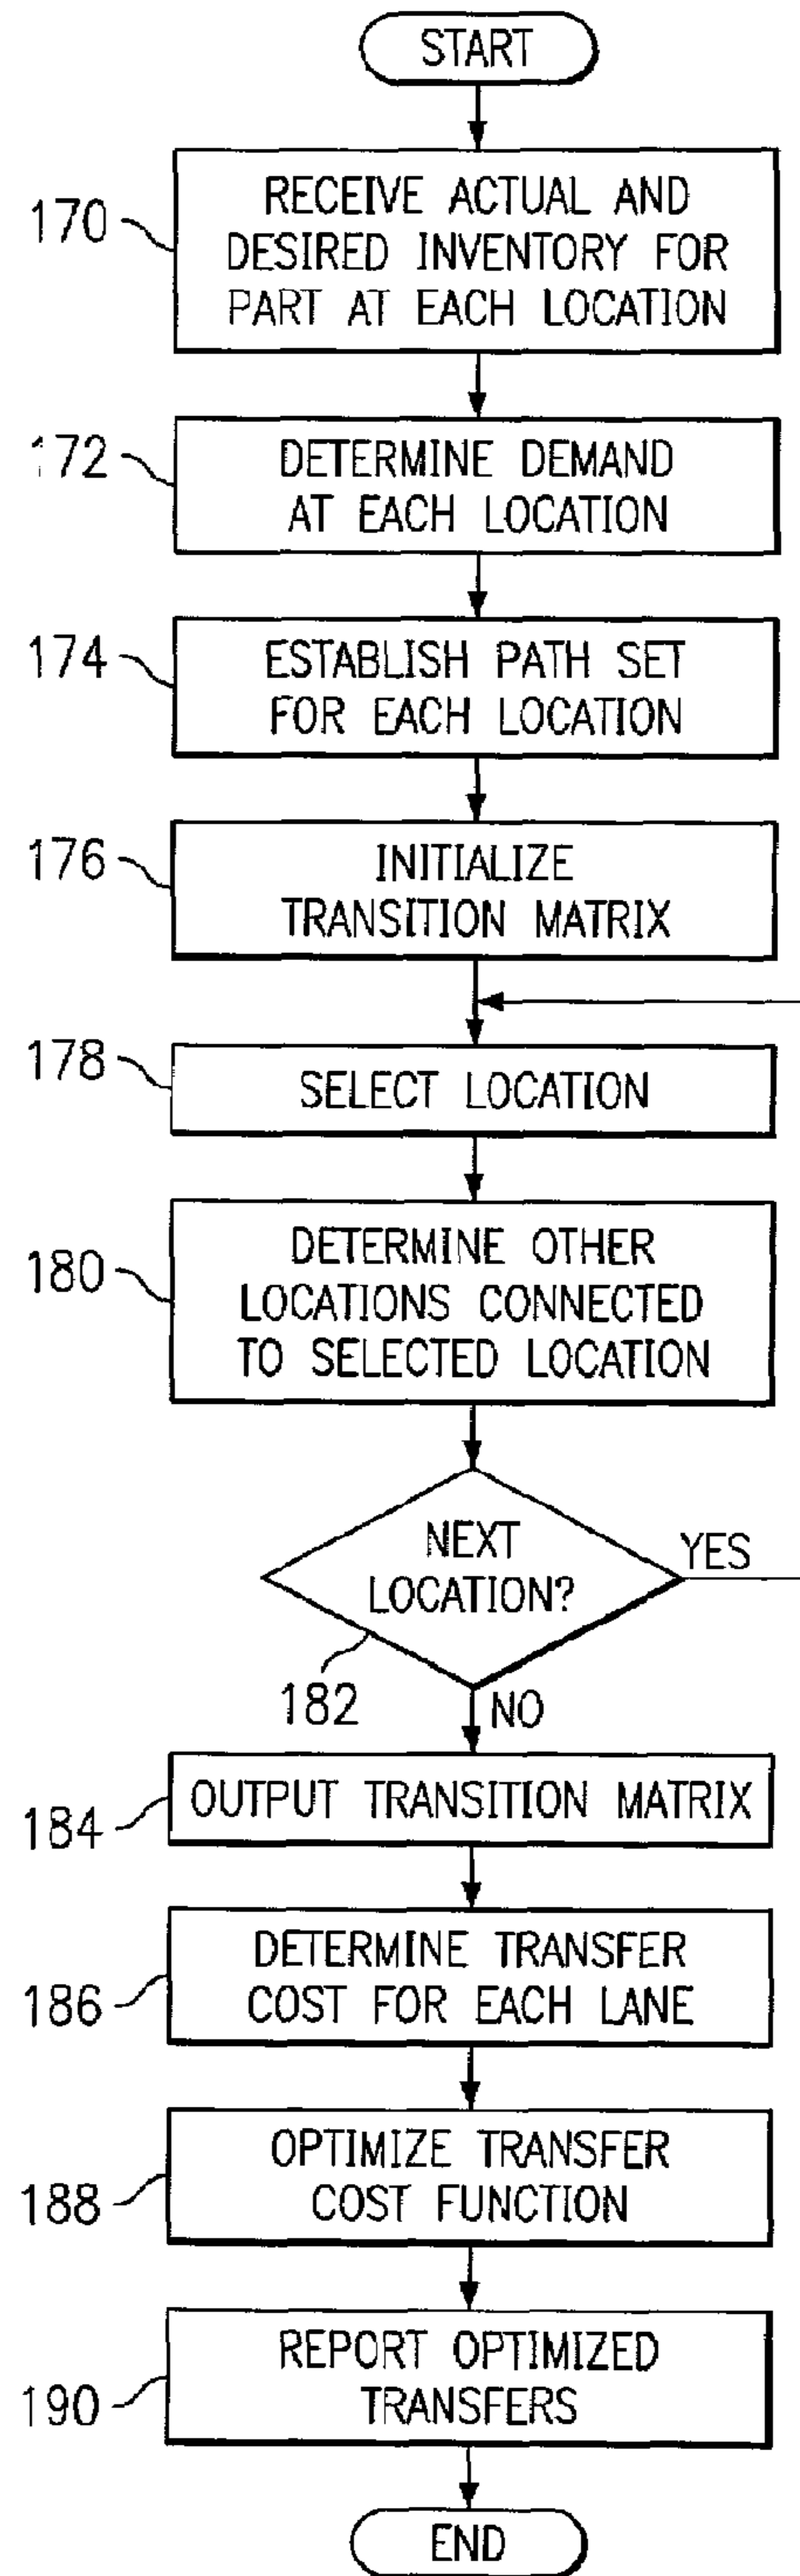 START
170
RECEIVE ACTUAL AND
DESIRED INVENTORY FOR
PART AT EACH LOCATION
172
DETERMINE DEMAND
AT EACH LOCATION
174
ESTABLISH PATH SET
FOR EACH LOCATION
176
INITIALIZE
TRANSITION MATRIX
178
SELECT LOCATION
180
DETERMINE OTHER
LOCATIONS CONNECTED
TO SELECTED LOCATION
NEXT
LOCATION?
YES
182
NO
184
OUTPUT TRANSITION MATRIX
186
DETERMINE TRANSFER
COST FOR EACH LANE
188
OPTIMIZE TRANSFER
COST FUNCTION
190
REPORT OPTIMIZED
TRANSFERS
END